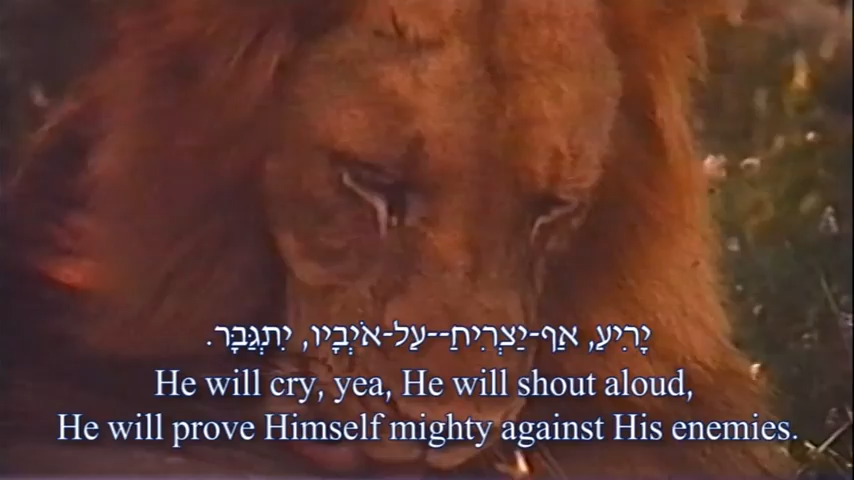 יָרִיעַ, אַף-יַצְרִיחַ--עַל-אֹיְבָיו, יִתְגַּבָּר.
He will cry, yea, He will shout aloud,
He will prove Himself mighty against His enemies.